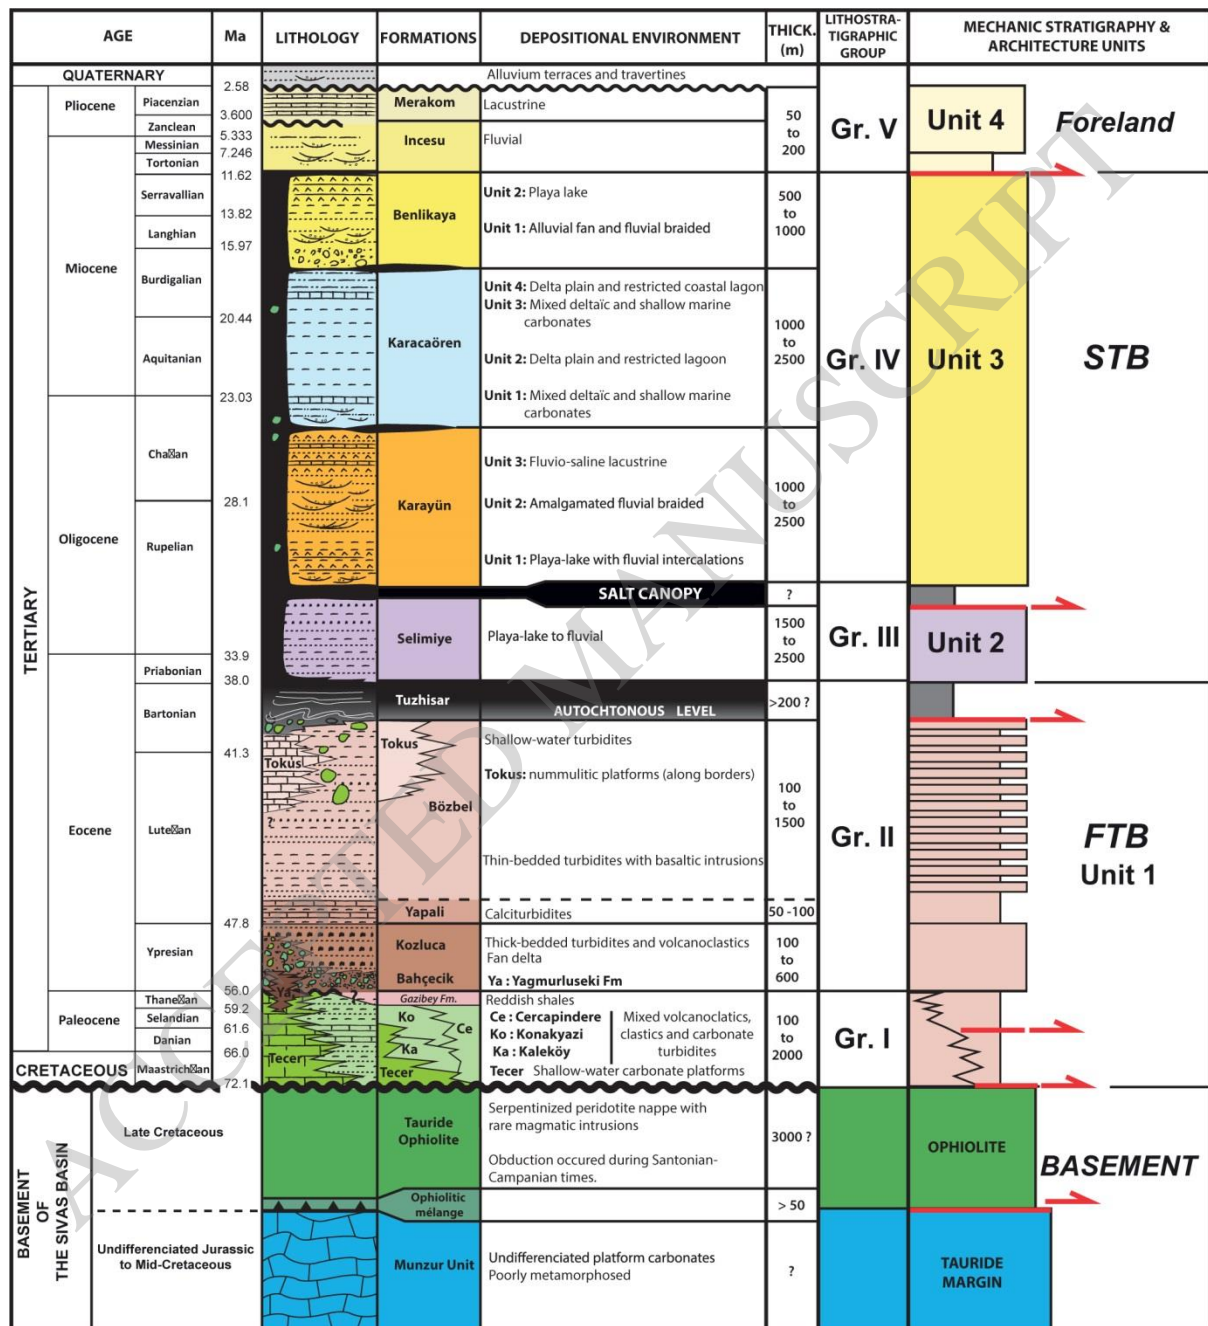 AGE
Ma
LITHOLOGY
FORMATIONS
DEPOSITIONAL ENVIRONMENT
THICK.
(m)
LITHOSTRA-
TIGRAPHIC
GROUP
MECHANIC STRATIGRAPHY &
ARCHITECTURE UNITS
QUATERNARY
Alluvium terraces and travertines
2.58
TERTIARY
Pliocene
Piacenzian
3.600
Zanclean
5.333
Merakom
Lacustrine
Incesu
Fluvial
50
to
200
Gr. V
Unit 4
Foreland
Miocene
Messinian
7.246
Tortonian
11.62
Serravallian
13.82
Langhian
15.97
Burdigalian
20.44
Aquitanian
23.03
Benlikaya
Unit 2: Playa lake
Unit 1: Alluvial fan and fluvial braided
500
to
1000
Karacaören
Unit 4: Delta plain and restricted coastal lagon
Unit 3: Mixed deltaïc and shallow marine
carbonates
Unit 2: Delta plain and restricted lagoon
Unit 1: Mixed deltaïc and shallow marine
carbonates
1000
to
2500
Gr. IV
Unit 3
STB
Oligocene
Cha␀an
28.1
Rupelian
33.9
Karayün
Unit 3: Fluvio-saline lacustrine
Unit 2: Amalgamated fluvial braided
Unit 1: Playa-lake with fluvial intercalations
1000
to
2500
SALT CANOPY
?
Selimiye
Playa-lake to fluvial
1500
to
2500
Gr. III
Unit 2
Eocene
Priabonian
38.0
Bartonian
41.3
Lute␀an
47.8
Ypresian
56.0
Tuzhisar
AUTOCHTONOUS LEVEL
>200 ?
Tokus
?
Tokus
Bözbel
Shallow-water turbidites
Tokus: nummulitic platforms (along borders)
Thin-bedded turbidites with basaltic intrusions
100
to
1500
Gr. II
FTB
Unit 1
Yapali
Calciturbidites
50 -100
Kozluca
Bahçecik
Thick-bedded turbidites and volcanoclastics
Fan delta
Ya : Yagmurluseki Fm
100
to
600
Ya
?
Paleocene
Thane␀an
59.2
Selandian
61.6
Danian
66.0
Gazibey Fm.
Reddish shales
Ko
Ce
Ka
Tecer
Tecer
Ce : Cercapindere
Ko : Konakyazi
Ka : Kaleköy
Mixed volcanoclatics,
clastics and carbonate
turbidites
Tecer Shallow-water carbonate platforms
100
to
2000
Gr. I
CRETACEOUS
Maastrich␀an
72.1
BASEMENT
OF
THE SIVAS BASIN
Late Cretaceous
Tauride
Ophiolite
Serpentinized peridotite nappe with
rare magmatic intrusions
Obduction occured during Santonian-
Campanian times.
3000 ?
OPHIOLITE
BASEMENT
Ophiolitic
mélange
> 50
Undifferenciated Jurassic
to Mid-Cretaceous
Munzur Unit
Undifferenciated platform carbonates
Poorly metamorphosed
?
TAURIDE
MARGIN
ACCEPTED MANUSCRIPT